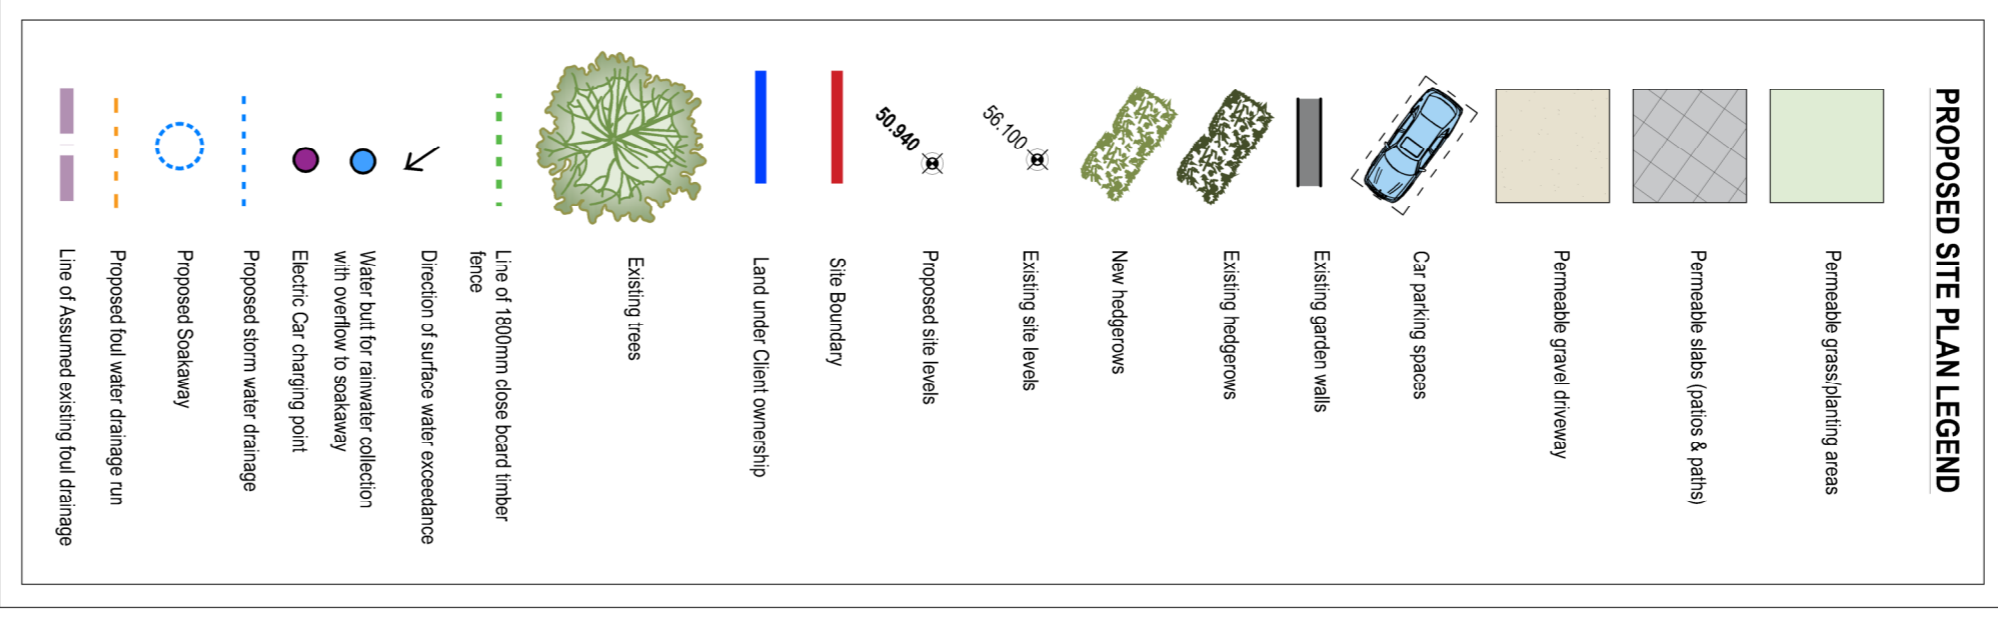 PROPOSED SITE PLAN LEGEND
Permeable grass/planting areas
Permeable slabs (patios & paths)
Permeable gravel driveway
Car parking spaces
Existing garden walls
Existing hedgerows
New hedgerows
56.100
Existing site levels
50.940
Proposed site levels
Site Boundary
Land under Client ownership
Existing trees
Line of 1800mm close board timber
fence
Direction of surface water exceedance
Water butt for rainwater collection
with overflow to soakaway
Electric Car charging point
Proposed storm water drainage
Proposed Soakaway
Proposed foul water drainage run
Line of Assumed existing foul drainage